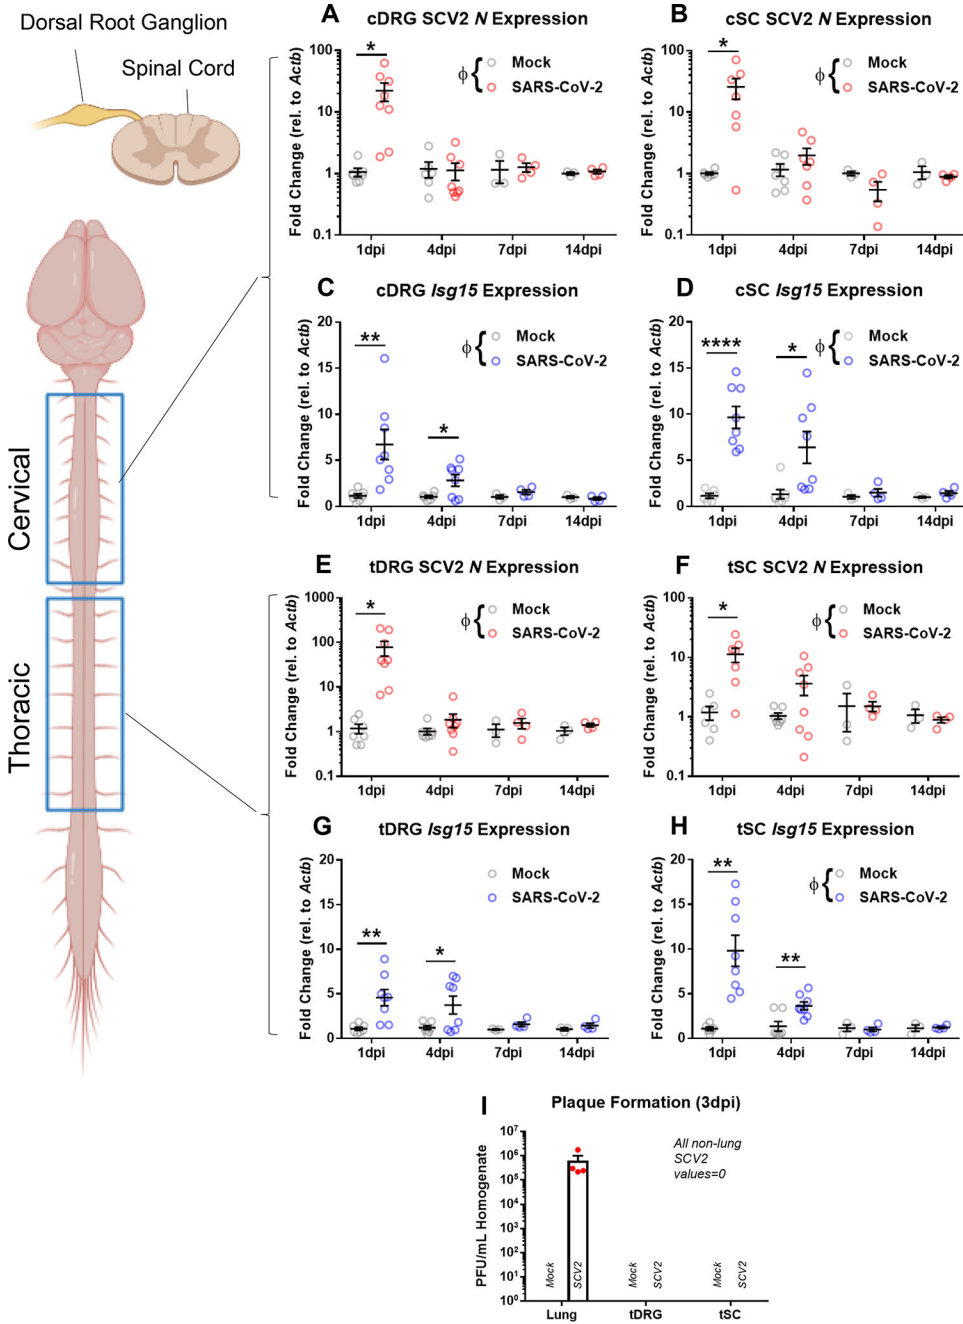 Dorsal Root Ganglion
Spinal Cord
Cervical
Thoracic
A
cDRG SCV2 N Expression
Fold Change (rel. to Actb)
100
10
1
0.1
*
ϕ {
Mock
SARS-CoV-2
1dpi 4dpi 7dpi 14dpi
B
cSC SCV2 N Expression
Fold Change (rel. to Actb)
100
10
1
0.1
*
ϕ {
Mock
SARS-CoV-2
1dpi 4dpi 7dpi 14dpi
C
cDRG Isg15 Expression
Fold Change (rel. to Actb)
20
15
10
5
0
**
*
ϕ {
Mock
SARS-CoV-2
1dpi 4dpi 7dpi 14dpi
D
cSC Isg15 Expression
Fold Change (rel. to Actb)
20
15
10
5
0
****
*
ϕ {
Mock
SARS-CoV-2
1dpi 4dpi 7dpi 14dpi
E
tDRG SCV2 N Expression
Fold Change (rel. to Actb)
1000
100
10
1
0.1
*
ϕ {
Mock
SARS-CoV-2
1dpi 4dpi 7dpi 14dpi
F
tSC SCV2 N Expression
Fold Change (rel. to Actb)
100
10
1
0.1
*
ϕ {
Mock
SARS-CoV-2
1dpi 4dpi 7dpi 14dpi
G
tDRG Isg15 Expression
Fold Change (rel. to Actb)
20
15
10
5
0
**
*
Mock
SARS-CoV-2
1dpi 4dpi 7dpi 14dpi
H
tSC Isg15 Expression
Fold Change (rel. to Actb)
20
15
10
5
0
**
**
ϕ {
Mock
SARS-CoV-2
1dpi 4dpi 7dpi 14dpi
I
Plaque Formation (3dpi)
PFU/mL Homogenate
10⁷
10⁶
10⁵
10⁴
10³
10²
10¹
10⁰
All non-lung
SCV2
values=0
Mock SCV2 Mock SCV2 Mock SCV2
Lung tDRG tSC